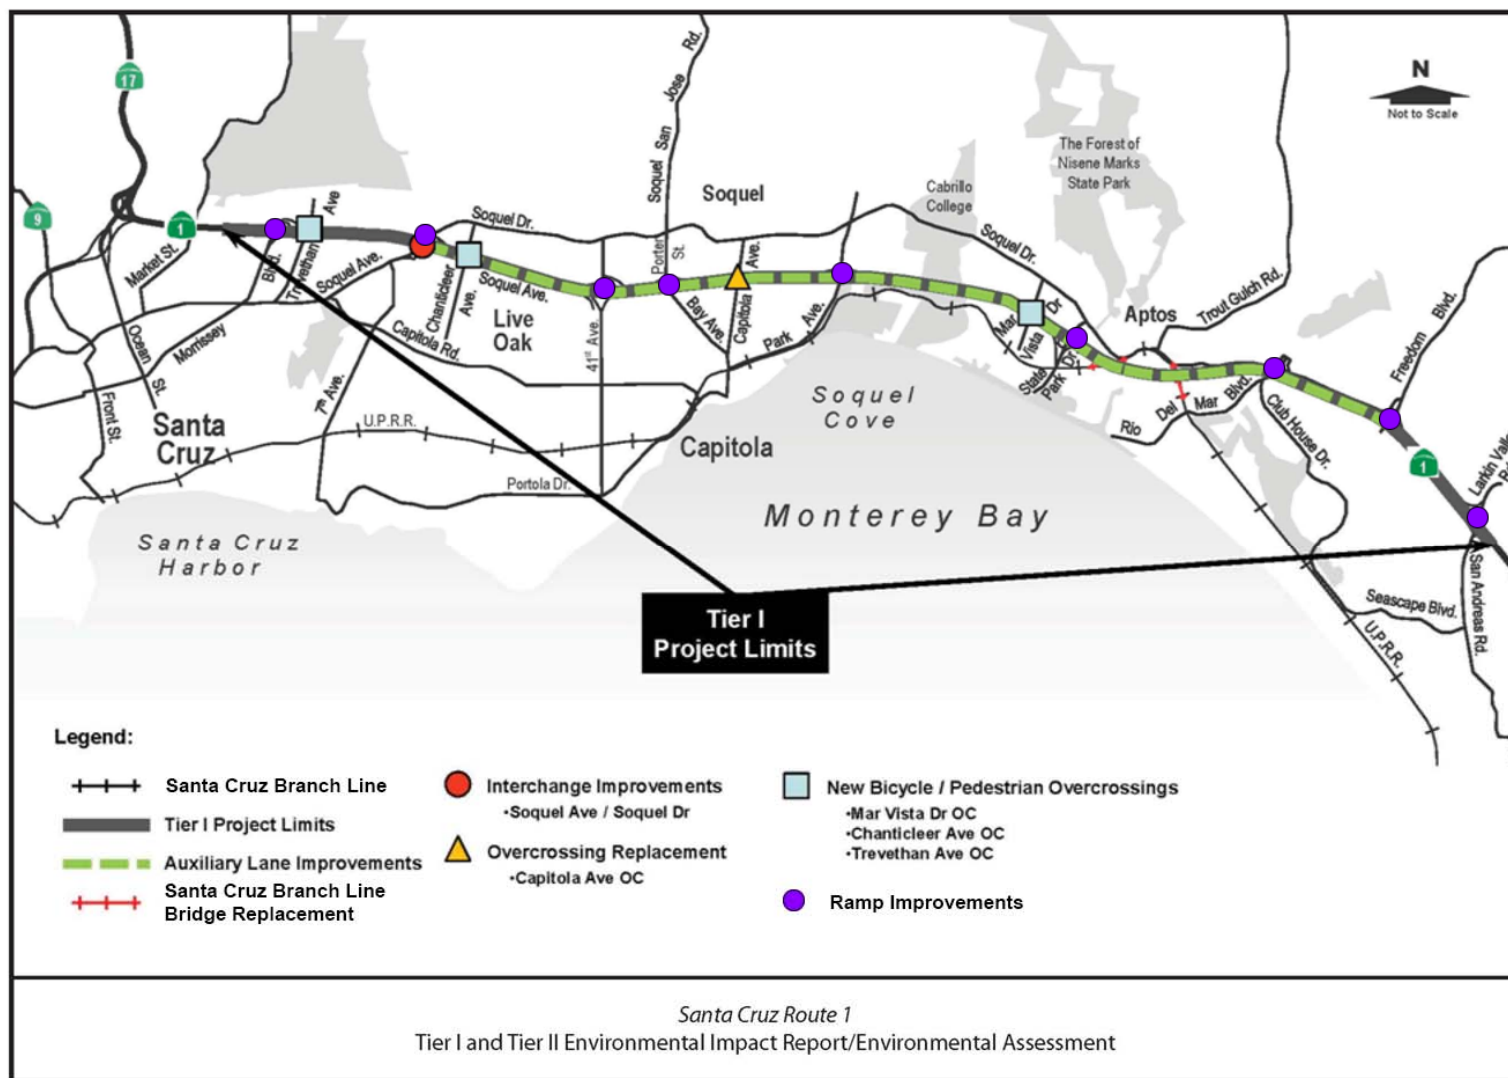 17
N
Not to Scale
Soquel San Jose Rd.
The Forest of
Nisene Marks
State Park
Cabrillo
College
Soquel
9
1
Ave
Trevethan
Soquel Dr.
Soquel Dr.
Market St.
Blvd.
Soquel Ave.
Chanticleer
Ave.
Soquel Ave.
Porter
St.
Capitola
Ave.
Bay Ave.
Park Ave.
Mar
Vista
Dr
State
Park
Dr.
Aptos
Trout Gulch Rd.
Freedom Blvd.
Live
Oak
41st Ave.
Capitola Rd.
Ocean
St.
Morrissey
Front St.
7th Ave.
Santa
Cruz
U.P.R.R.
Portola Dr.
Capitola
Soquel
Cove
Rio
Del
Mar
Blvd.
Club House Dr.
1
Larkin Valle
R
Monterey Bay
Santa Cruz
Harbor
Tier I
Project Limits
San Andreas Rd.
Seascape Blvd.
U.P.R.R.
Legend:
Santa Cruz Branch Line
Tier I Project Limits
Auxiliary Lane Improvements
Santa Cruz Branch Line
Bridge Replacement
Interchange Improvements
•Soquel Ave / Soquel Dr
Overcrossing Replacement
•Capitola Ave OC
New Bicycle / Pedestrian Overcrossings
•Mar Vista Dr OC
•Chanticleer Ave OC
•Trevethan Ave OC
Ramp Improvements
Santa Cruz Route 1
Tier I and Tier II Environmental Impact Report/Environmental Assessment